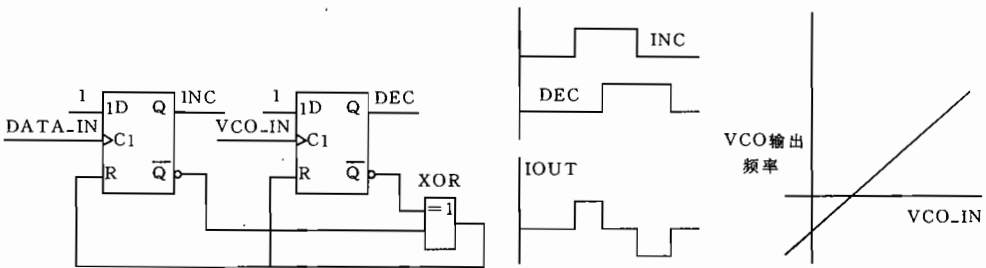 1
1D Q
INC
DATA_IN
C1
R Q
1
1D Q
DEC
VCO_IN
C1
R Q
XOR
=1
INC
DEC
IOUT
VCO输出
频率
VCO_IN